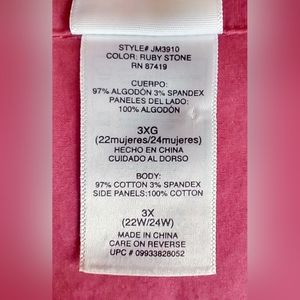 STYLE# JM3910
COLOR: RUBY STONE
RN 87419
CUERPO:
97% ALGODÓN 3% SPANDEX
PANELES DEL LADO:
100% ALGODÓN
3XG
(22mujeres/24mujeres)
HECHO EN CHINA
CUIDADO AL DORSO
BODY:
97% COTTON 3% SPANDEX
SIDE PANELS:100% COTTON
3X
(22W/24W)
MADE IN CHINA
CARE ON REVERSE
UPC # 09933828052